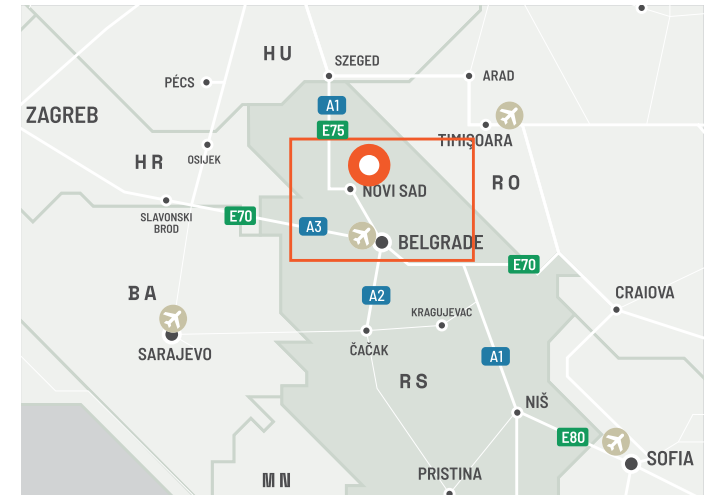 HU
SZEGED
PÉCS
ARAD
A1
ZAGREB
E75
TIMIȘOARA
HR
OSIJEK
RO
NOVI SAD
SLAVONSKI
BROD
E70
A3
BELGRADE
E70
BA
A2
CRAIOVA
KRAGUJEVAC
SARAJEVO
ČAČAK
A1
RS
NIŠ
E80
SOFIA
PRISTINA
MN